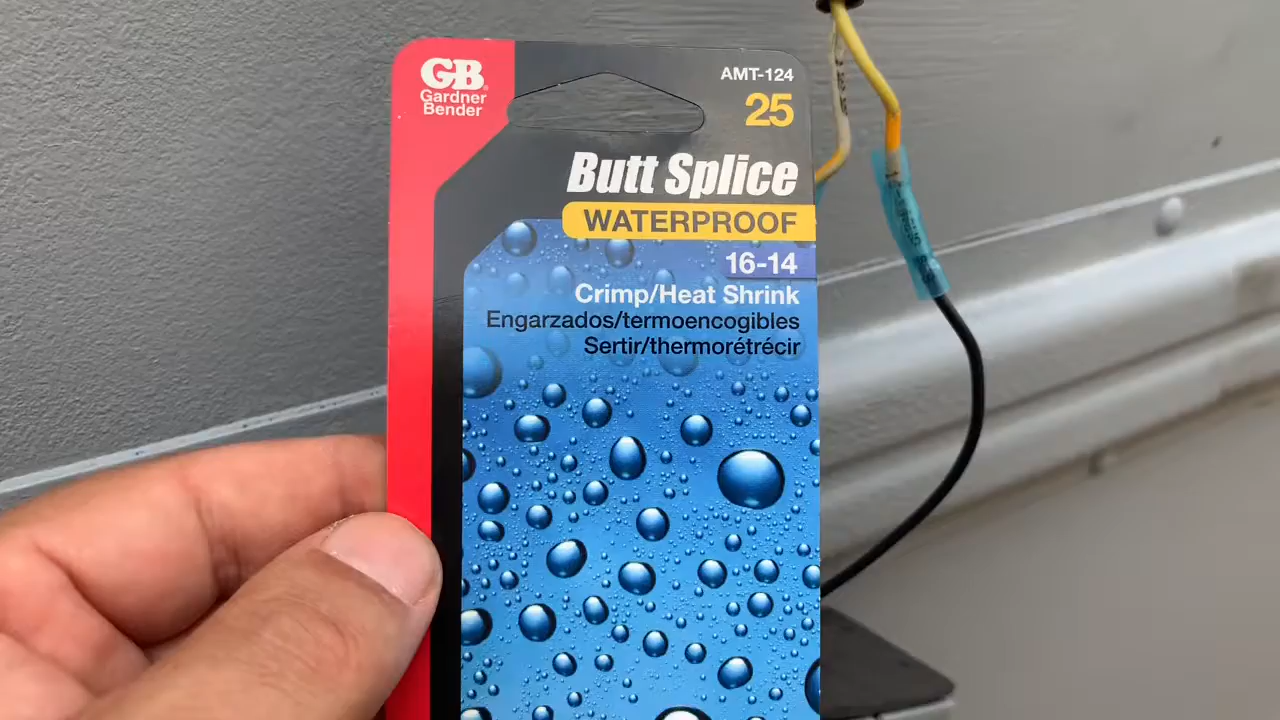 GB
Gardner
Bender
AMT-124
25
Butt Splice
WATERPROOF
16-14
Crimp/Heat Shrink
Engarzados/termoencogibles
Sertir/thermorétrécir